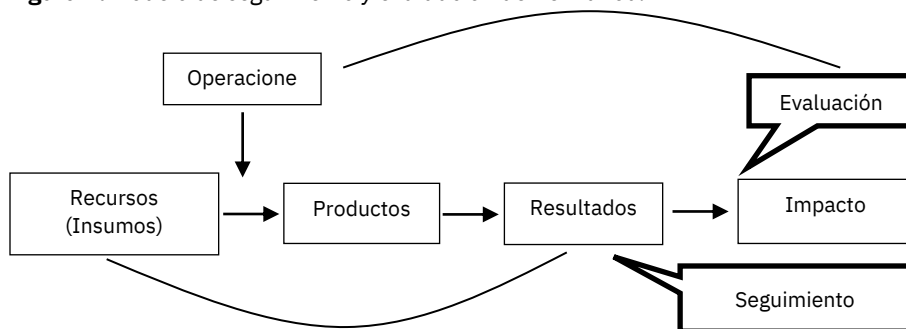 Operacione
Evaluación
Recursos
(Insumos)
Productos
Resultados
Impacto
Seguimiento